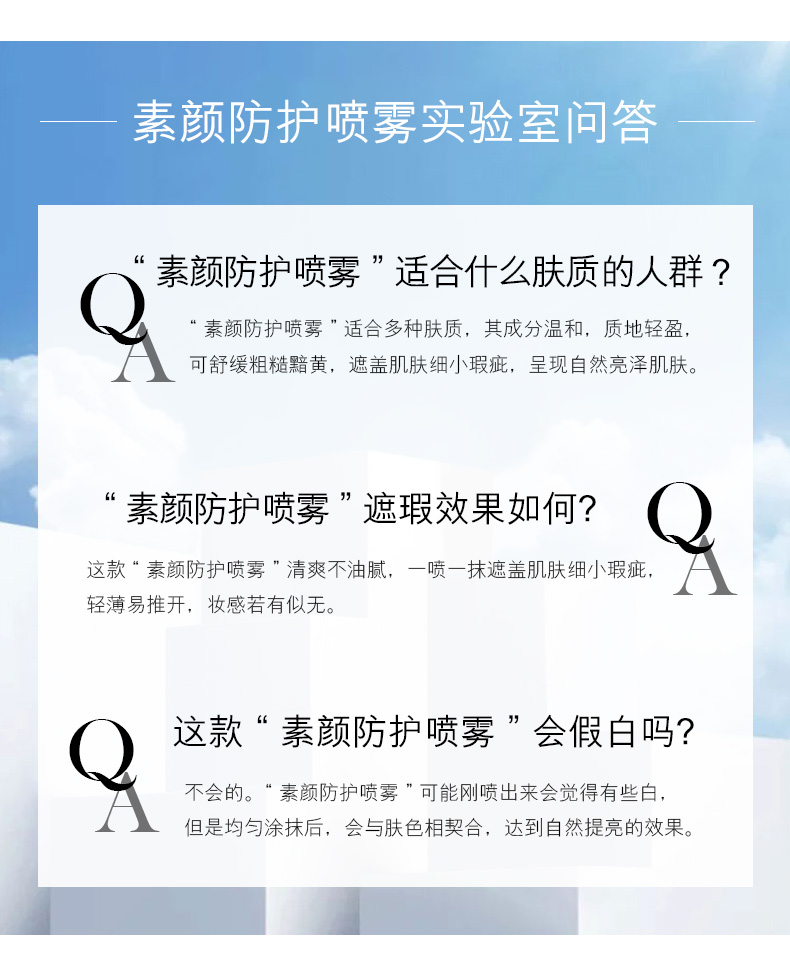 素颜防护喷雾实验室问答
Q
“素颜防护喷雾”适合什么肤质的人群?
A
“素颜防护喷雾”适合多种肤质，其成分温和，质地轻盈，
可舒缓粗糙黯黄，遮盖肌肤细小瑕疵，呈现自然亮泽肌肤。
Q
“素颜防护喷雾”遮瑕效果如何?
A
这款“素颜防护喷雾”清爽不油腻，一喷一抹遮盖肌肤细小瑕疵，
轻薄易推开，妆感若有似无。
Q
这款“素颜防护喷雾”会假白吗?
A
不会的。“素颜防护喷雾”可能刚喷出来会觉得有些白，
但是均匀涂抹后，会与肤色相契合，达到自然提亮的效果。